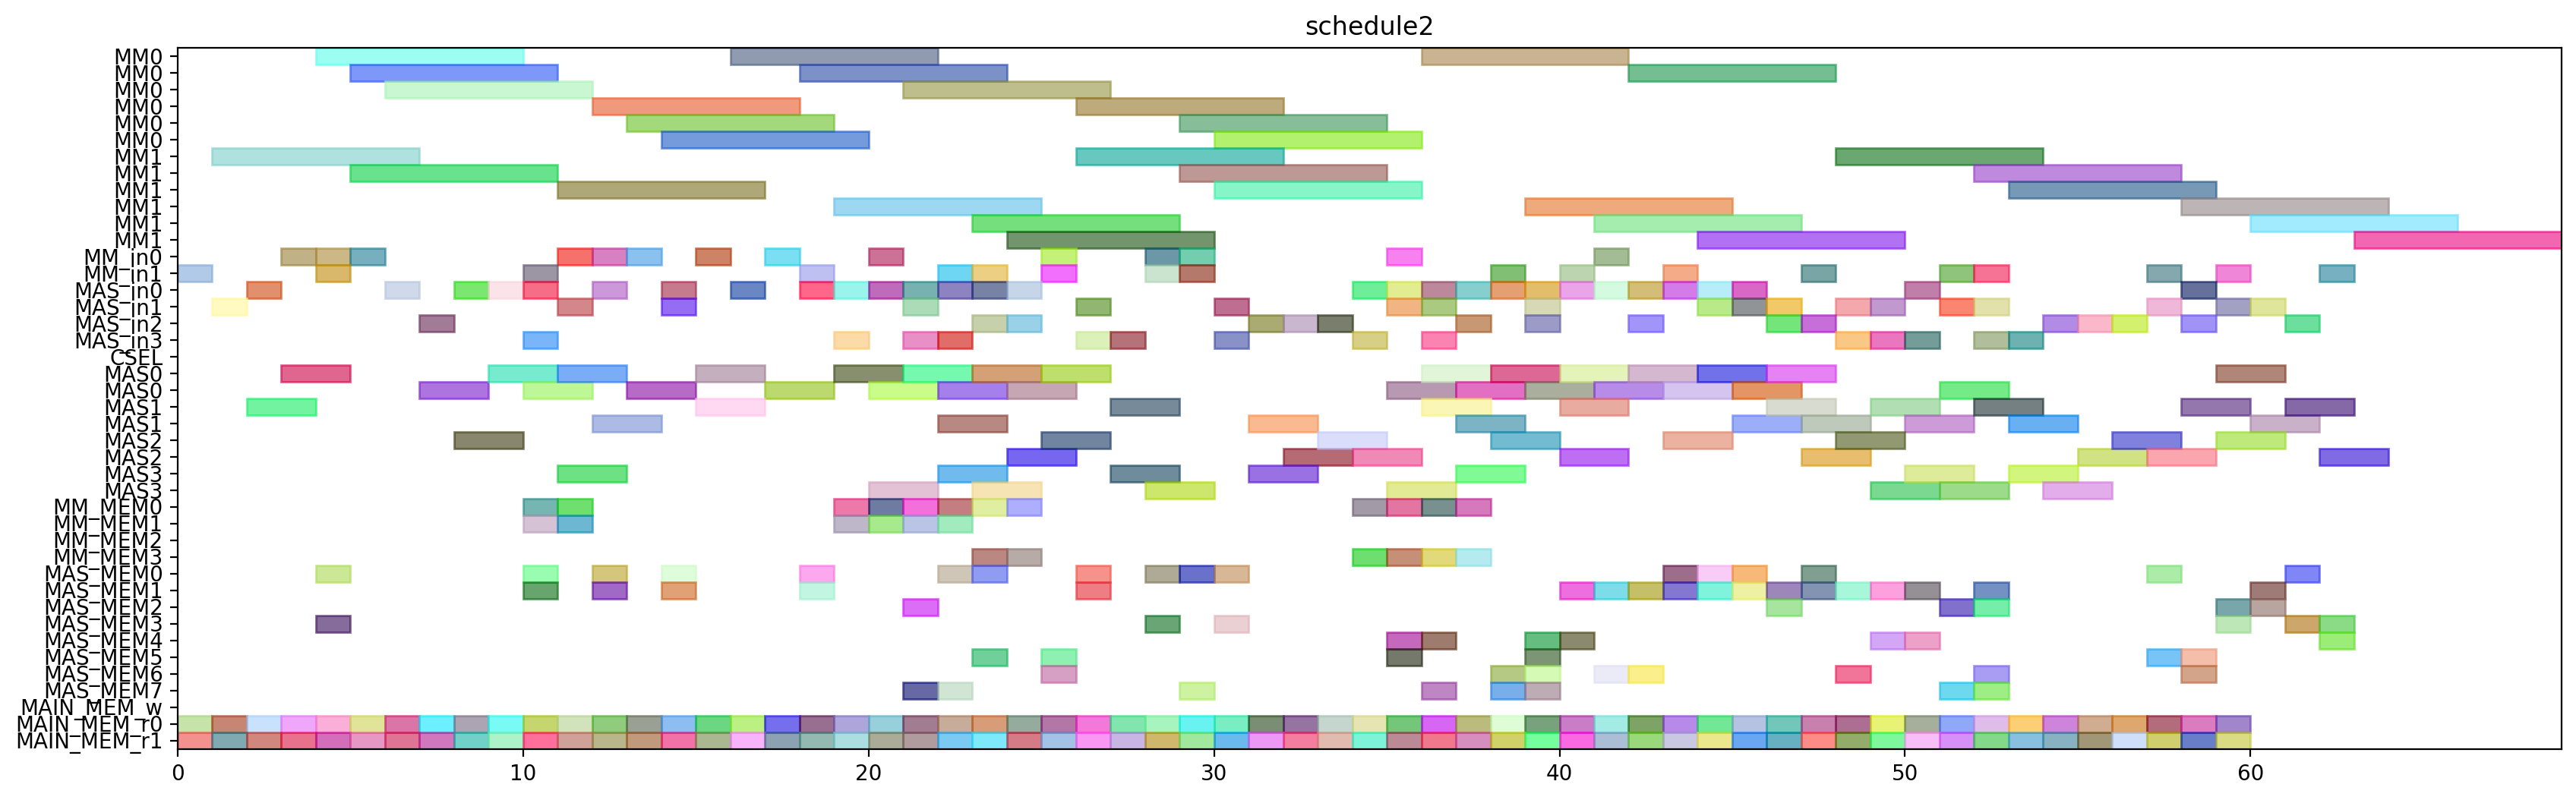 schedule2
MM0
MM0
MM0
MM0
MM0
MM0
MM1
MM1
MM1
MM1
MM1
MM1
MM_in0
MM_in1
MAS_in0
MAS_in1
MAS_in2
MAS_in3
CSEL
MAS0
MAS0
MAS1
MAS1
MAS2
MAS2
MAS3
MAS3
MM_MEM0
MM_MEM1
MM_MEM2
MM_MEM3
MAS_MEM0
MAS_MEM1
MAS_MEM2
MAS_MEM3
MAS_MEM4
MAS_MEM5
MAS_MEM6
MAS_MEM7
MAIN_MEM_w
MAIN_MEM_r0
MAIN_MEM_r1
0 10 20 30 40 50 60